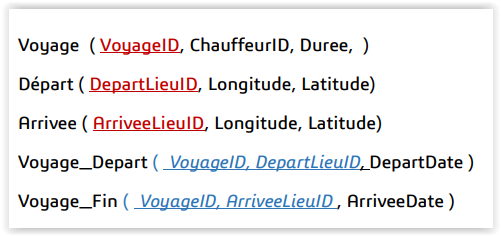 Voyage ( VoyageID, ChauffeurID, Duree, )
Départ ( DepartLieuID, Longitude, Latitude)
Arrivee ( ArriveeLieuID, Longitude, Latitude)
Voyage_Depart ( VoyageID, DepartLieuID, DepartDate )
Voyage_Fin ( VoyageID, ArriveeLieuID , ArriveeDate )